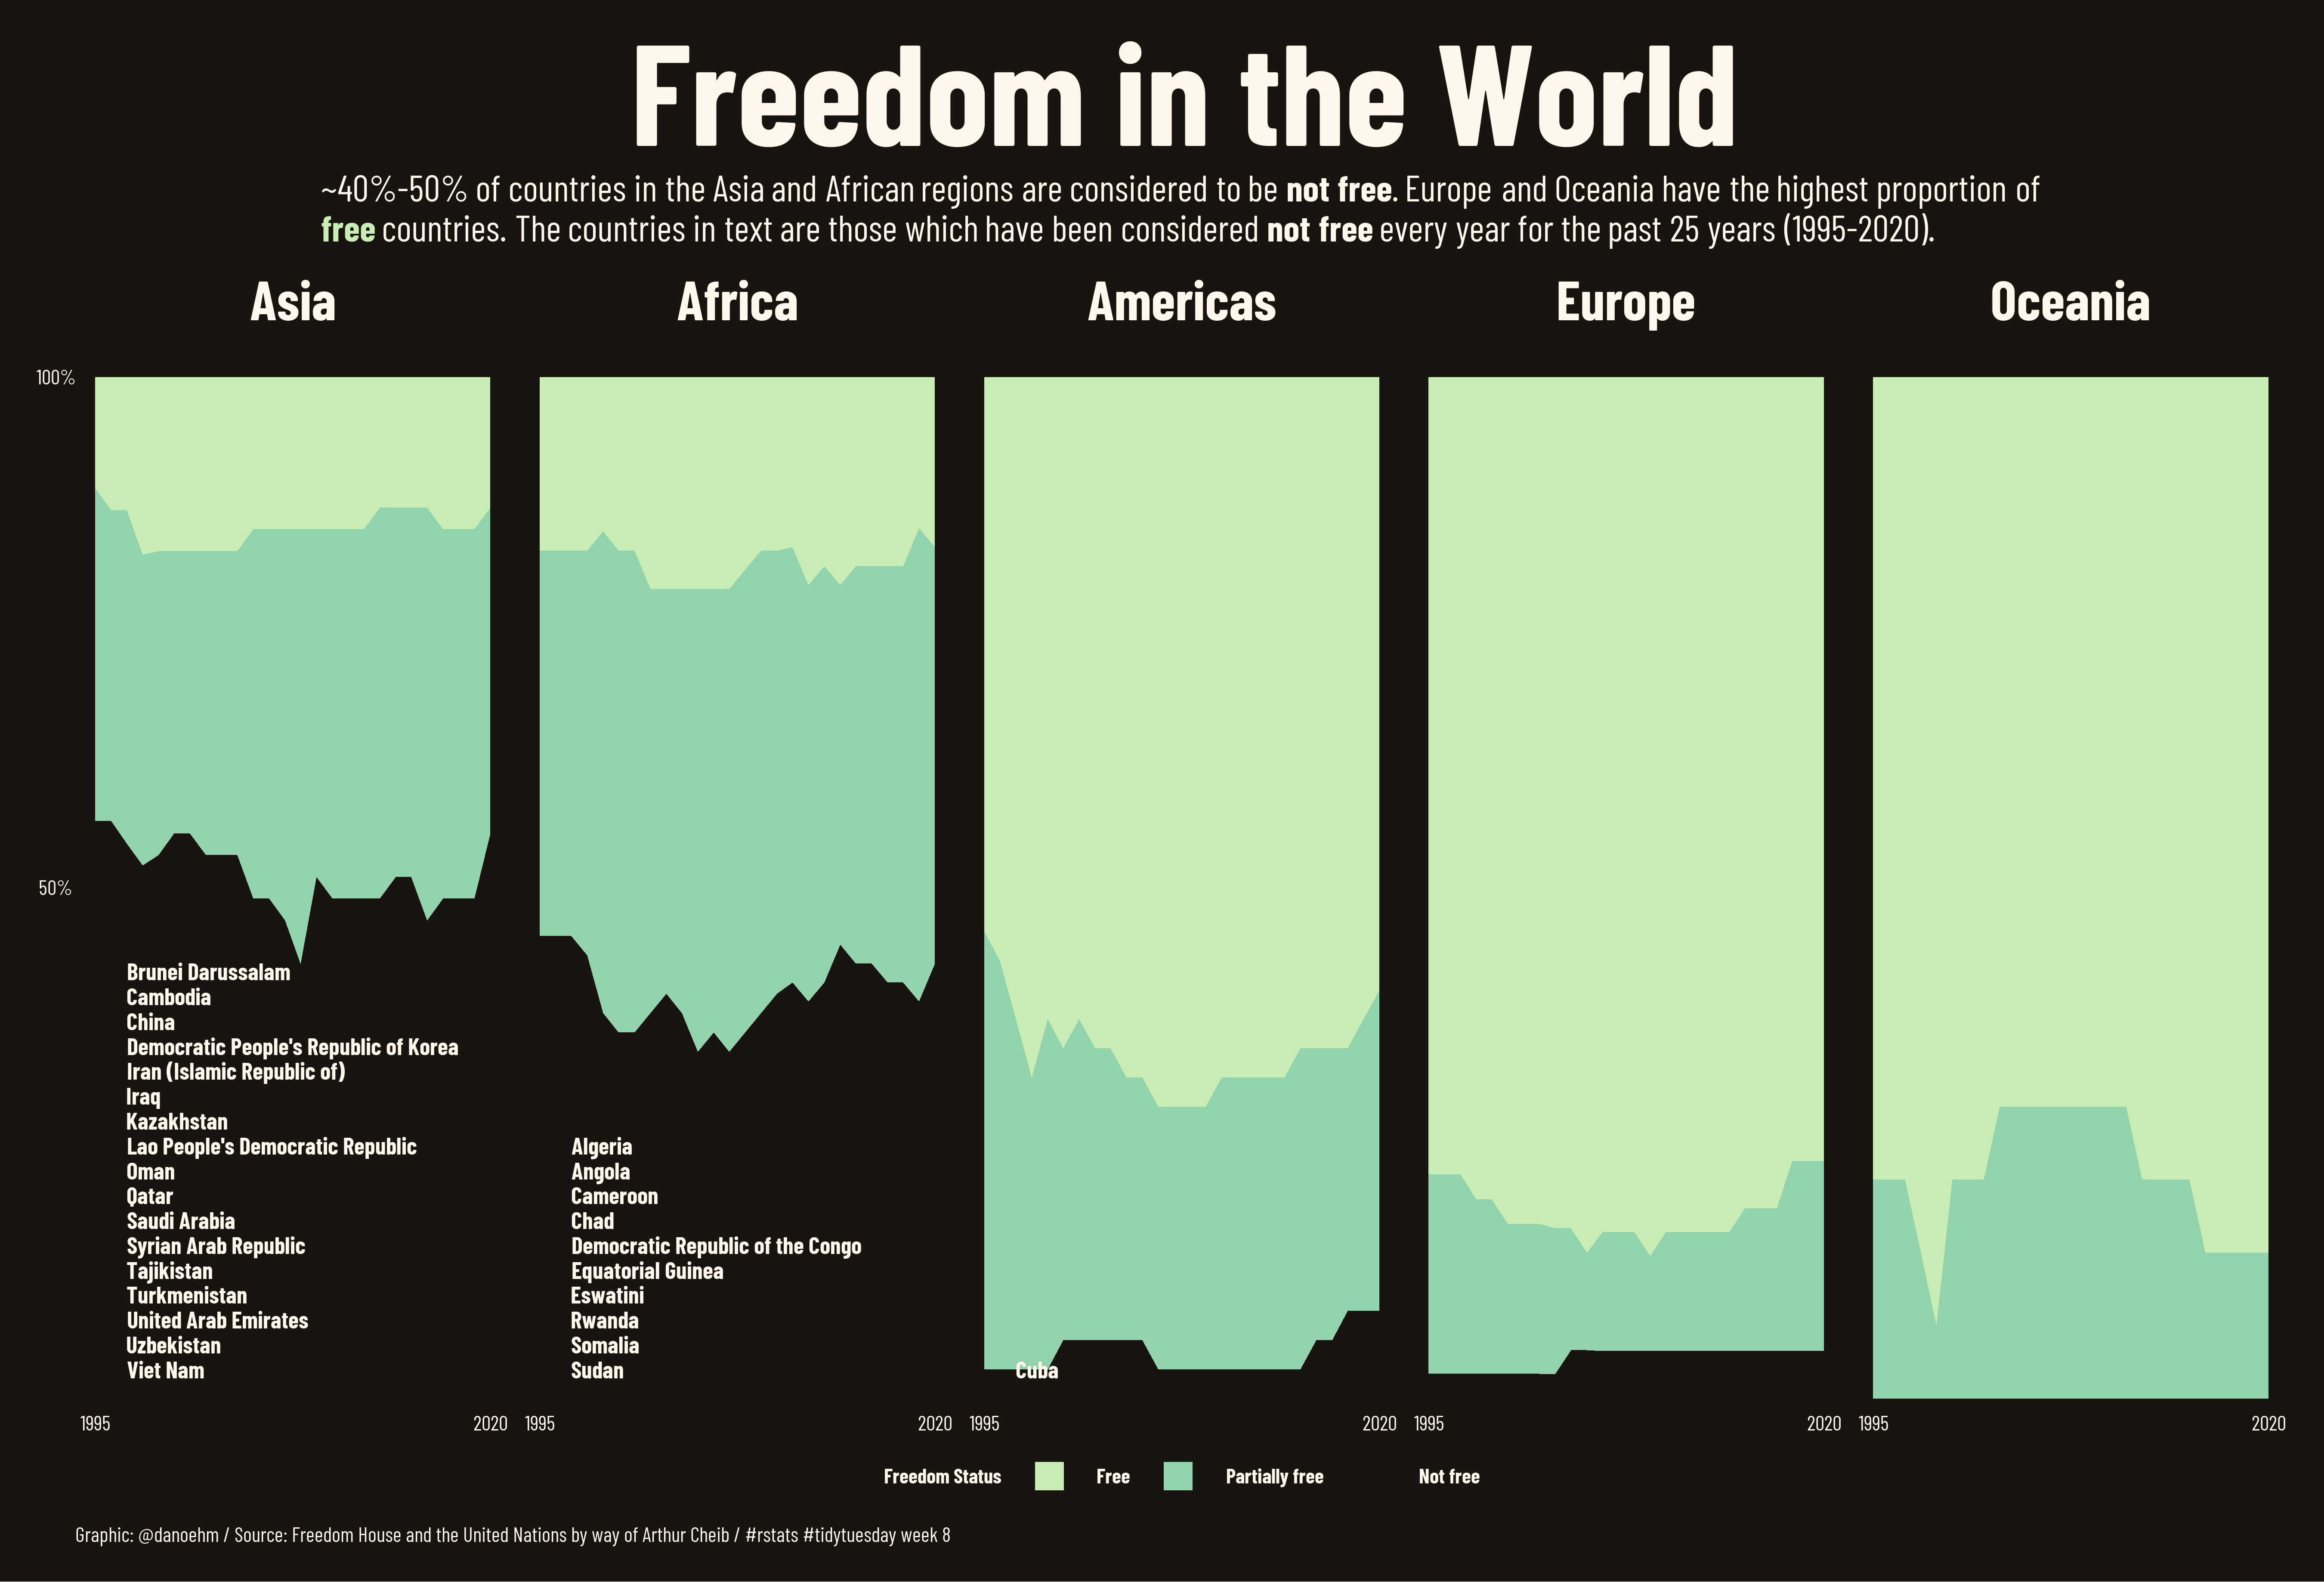 Freedom in the World
~40%-50% of countries in the Asia and African regions are considered to be not free. Europe and Oceania have the highest proportion of
free countries. The countries in text are those which have been considered not free every year for the past 25 years (1995-2020).
Asia
Africa
Americas
Europe
Oceania
100%
50%
Brunei Darussalam
Cambodia
China
Democratic People's Republic of Korea
Iran (Islamic Republic of)
Iraq
Kazakhstan
Lao People's Democratic Republic
Oman
Qatar
Saudi Arabia
Syrian Arab Republic
Tajikistan
Turkmenistan
United Arab Emirates
Uzbekistan
Viet Nam
Algeria
Angola
Cameroon
Chad
Democratic Republic of the Congo
Equatorial Guinea
Eswatini
Rwanda
Somalia
Sudan
Cuba
1995 2020 1995 2020 1995 2020 1995 2020 1995 2020
Freedom Status Free Partially free Not free
Graphic: @danoehm / Source: Freedom House and the United Nations by way of Arthur Cheib / #rstats #tidytuesday week 8